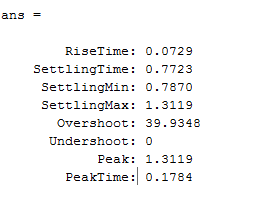 ans =
RiseTime: 0.0729
SettlingTime: 0.7723
SettlingMin: 0.7870
SettlingMax: 1.3119
Overshoot: 39.9348
Undershoot: 0
Peak: 1.3119
PeakTime: 0.1784